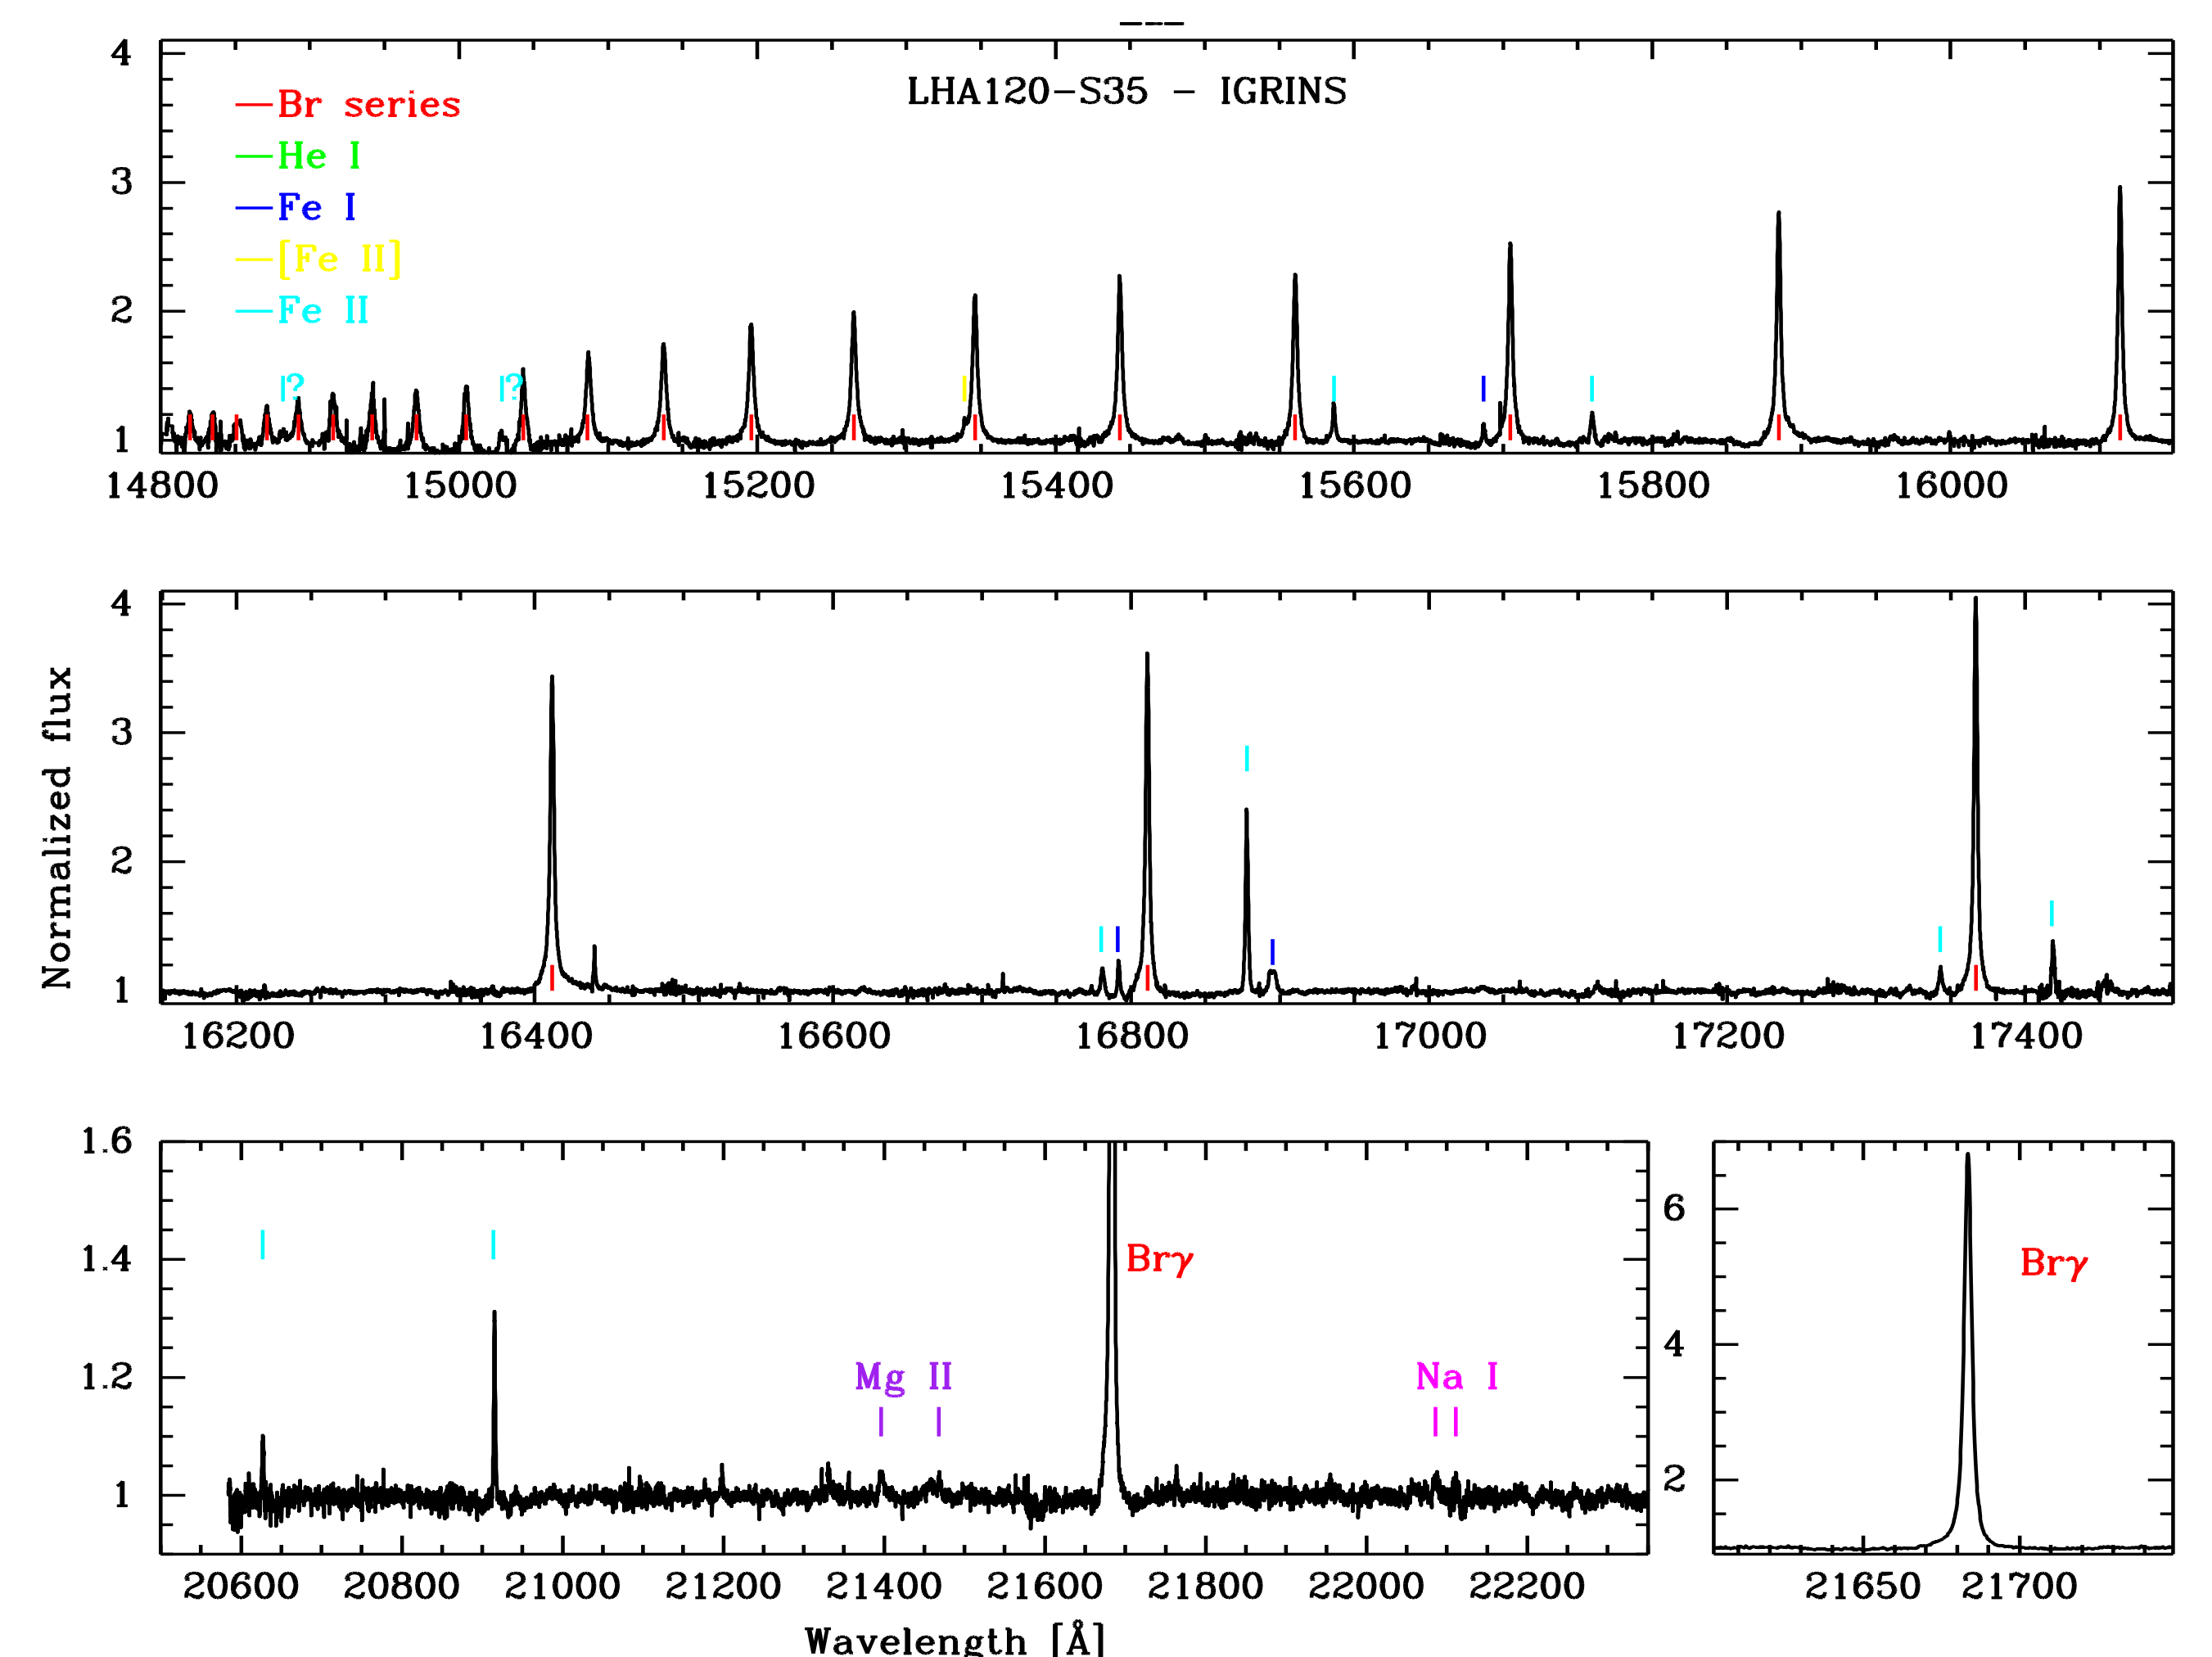 LHA120-S35 - IGRINS
Br series
He I
Fe I
[Fe II]
Fe II
4
3
2
1
? ?
14800 15000 15200 15400 15600 15800 16000
4
3
2
1
16200 16400 16600 16800 17000 17200 17400
Normalized flux
1.6
1.4
1.2
1
Mg II
Brγ
Na I
20600 20800 21000 21200 21400 21600 21800 22000 22200
6
4
2
Brγ
21650 21700
Wavelength [Å]